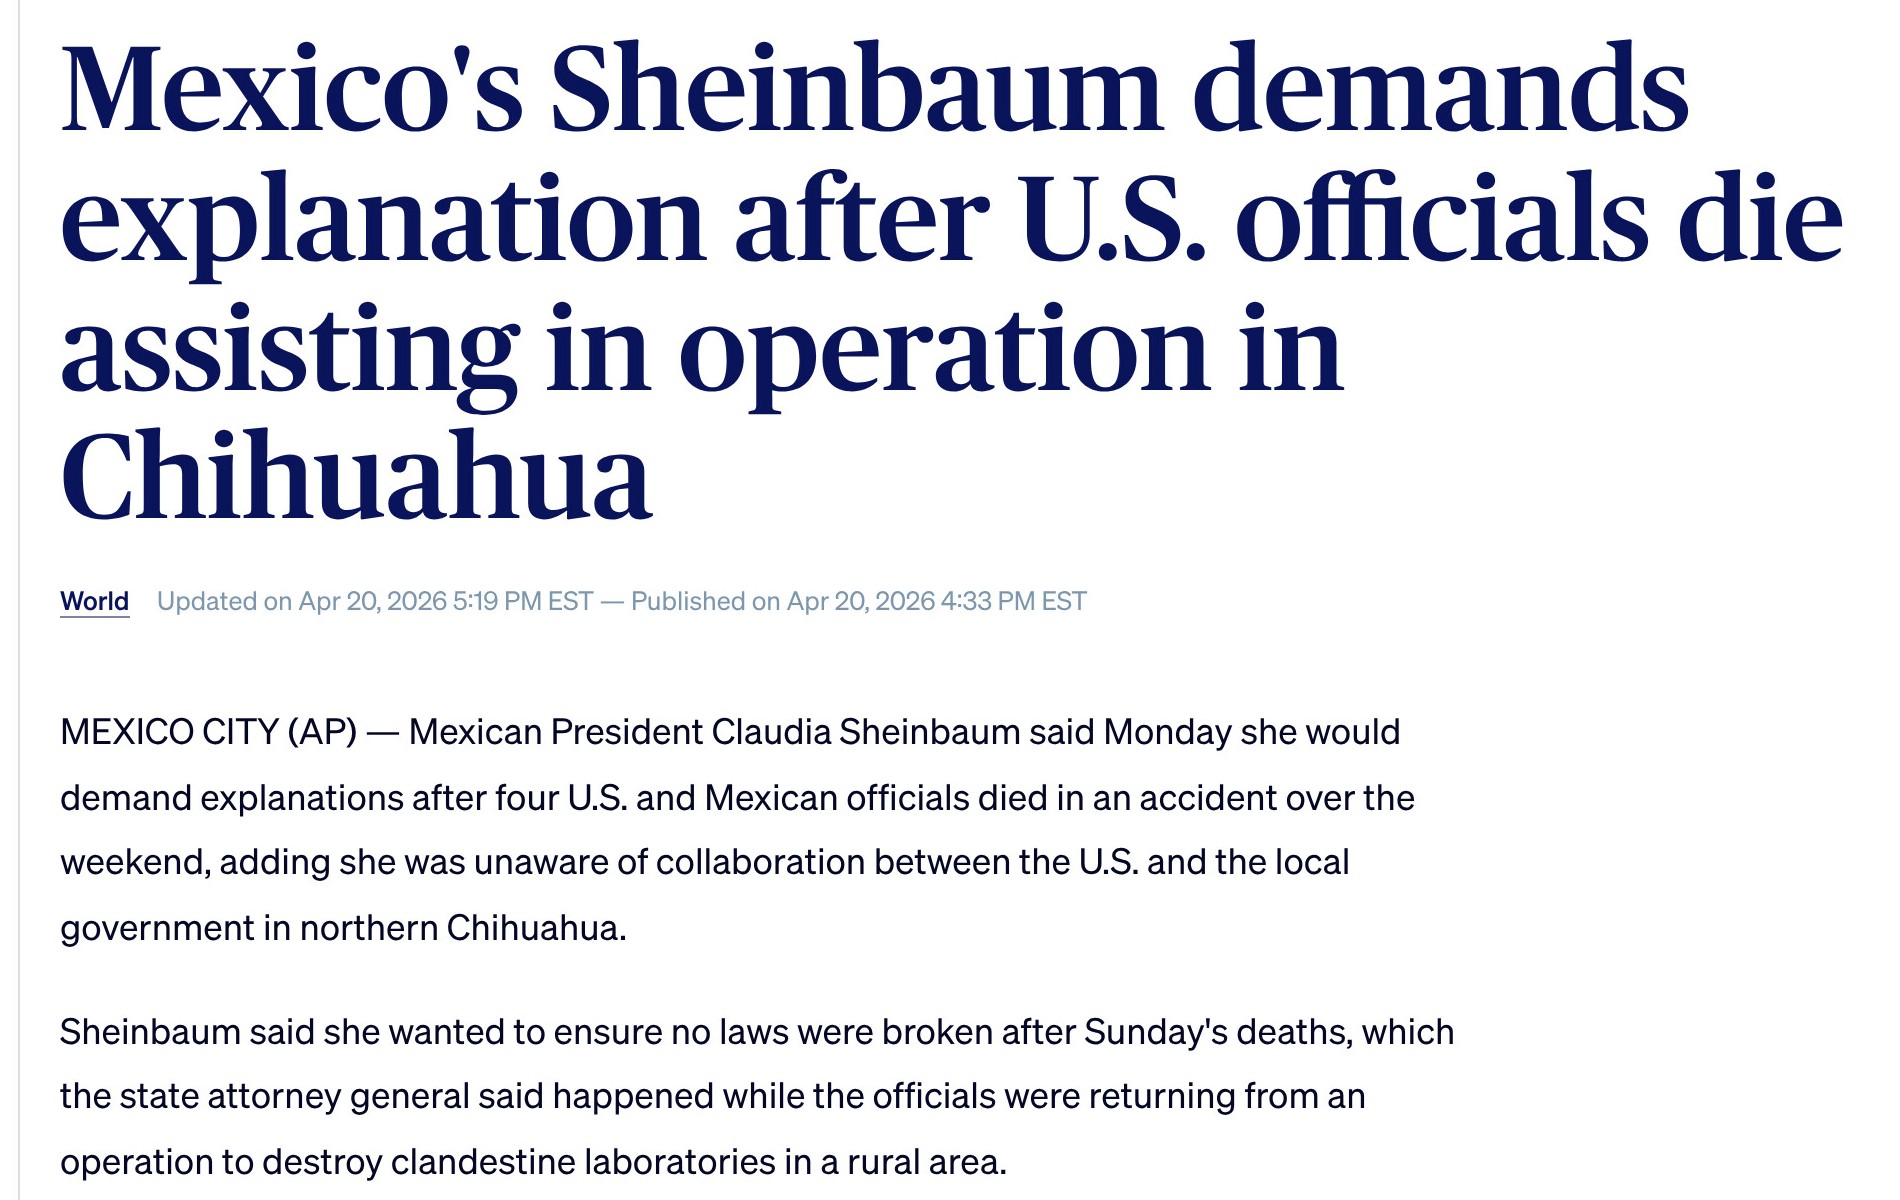 Mexico's Sheinbaum demands
explanation after U.S. officials die
assisting in operation in
Chihuahua
World Updated on Apr 20, 2026 5:19 PM EST — Published on Apr 20, 2026 4:33 PM EST
MEXICO CITY (AP) — Mexican President Claudia Sheinbaum said Monday she would
demand explanations after four U.S. and Mexican officials died in an accident over the
weekend, adding she was unaware of collaboration between the U.S. and the local
government in northern Chihuahua.
Sheinbaum said she wanted to ensure no laws were broken after Sunday's deaths, which
the state attorney general said happened while the officials were returning from an
operation to destroy clandestine laboratories in a rural area.